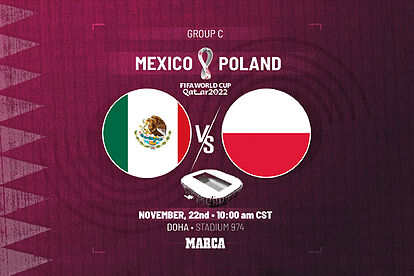 GROUP C
MEXICO POLAND
FIFA WORLD CUP
Qatar2022
VS
NOVEMBER, 22nd • 10:00 am CST
DOHA • STADIUM 974
MARCA